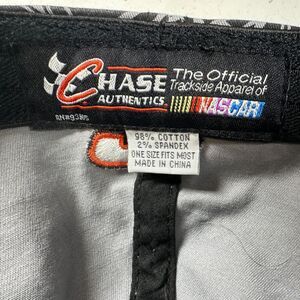 CHASE
AUTHENTICS
The Official
Trackside Apparel of
NASCAR
98% COTTON
2% SPANDEX
ONE SIZE FITS MOST
MADE IN CHINA